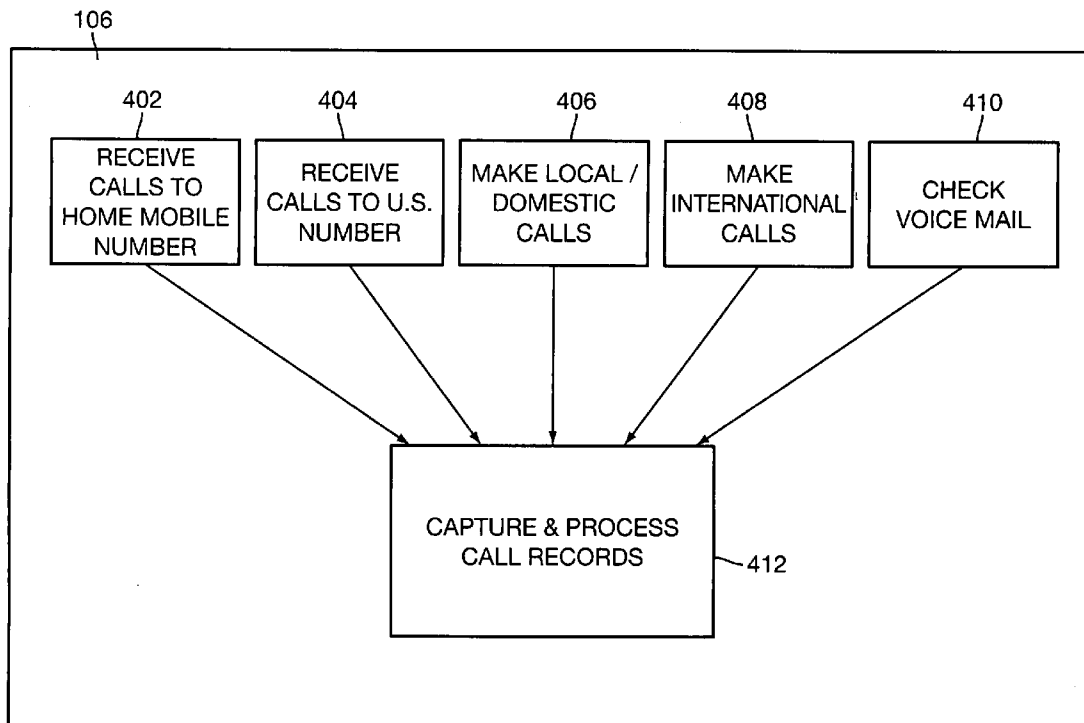 106
402
404
406
408
410
RECEIVE
CALLS TO
HOME MOBILE
NUMBER
RECEIVE
CALLS TO U.S.
NUMBER
MAKE LOCAL /
DOMESTIC
CALLS
MAKE
INTERNATIONAL
CALLS
CHECK
VOICE MAIL
CAPTURE & PROCESS
CALL RECORDS
412